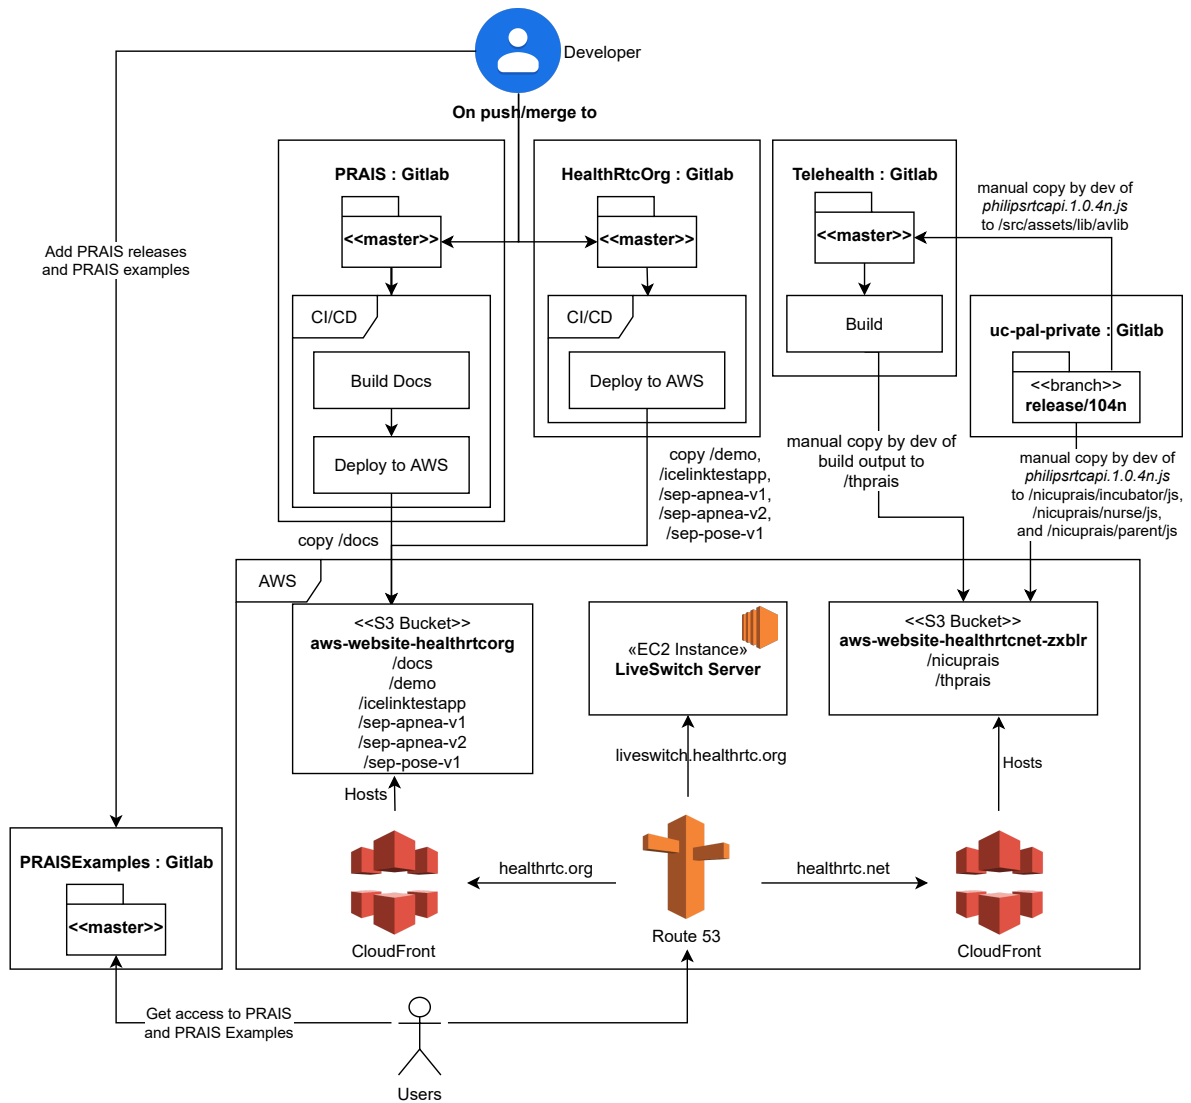 Developer
On push/merge to
PRAIS : Gitlab
<<master>>
CI/CD
Build Docs
Deploy to AWS
copy /docs
HealthRtcOrg : Gitlab
<<master>>
CI/CD
Deploy to AWS
copy /demo,
/icelinktestapp,
/sep-apnea-v1,
/sep-apnea-v2,
/sep-pose-v1
Telehealth : Gitlab
<<master>>
Build
manual copy by dev of
build output to
/thprais
manual copy by dev of
philipsrtcapi.1.0.4n.js
to /src/assets/lib/avlib
uc-pal-private : Gitlab
<<branch>>
release/104n
manual copy by dev of
philipsrtcapi.1.0.4n.js
to /nicuprais/incubator/js,
/nicuprais/nurse/js,
and /nicuprais/parent/js
Add PRAIS releases
and PRAIS examples
AWS
<<S3 Bucket>>
aws-website-healthrtcorg
/docs
/demo
/icelinktestapp
/sep-apnea-v1
/sep-apnea-v2
/sep-pose-v1
«EC2 Instance»
LiveSwitch Server
<<S3 Bucket>>
aws-website-healthrtcnet-zxblr
/nicuprais
/thprais
liveswitch.healthrtc.org
Hosts
Hosts
healthrtc.org
healthrtc.net
CloudFront
Route 53
CloudFront
PRAISExamples : Gitlab
<<master>>
Get access to PRAIS
and PRAIS Examples
Users